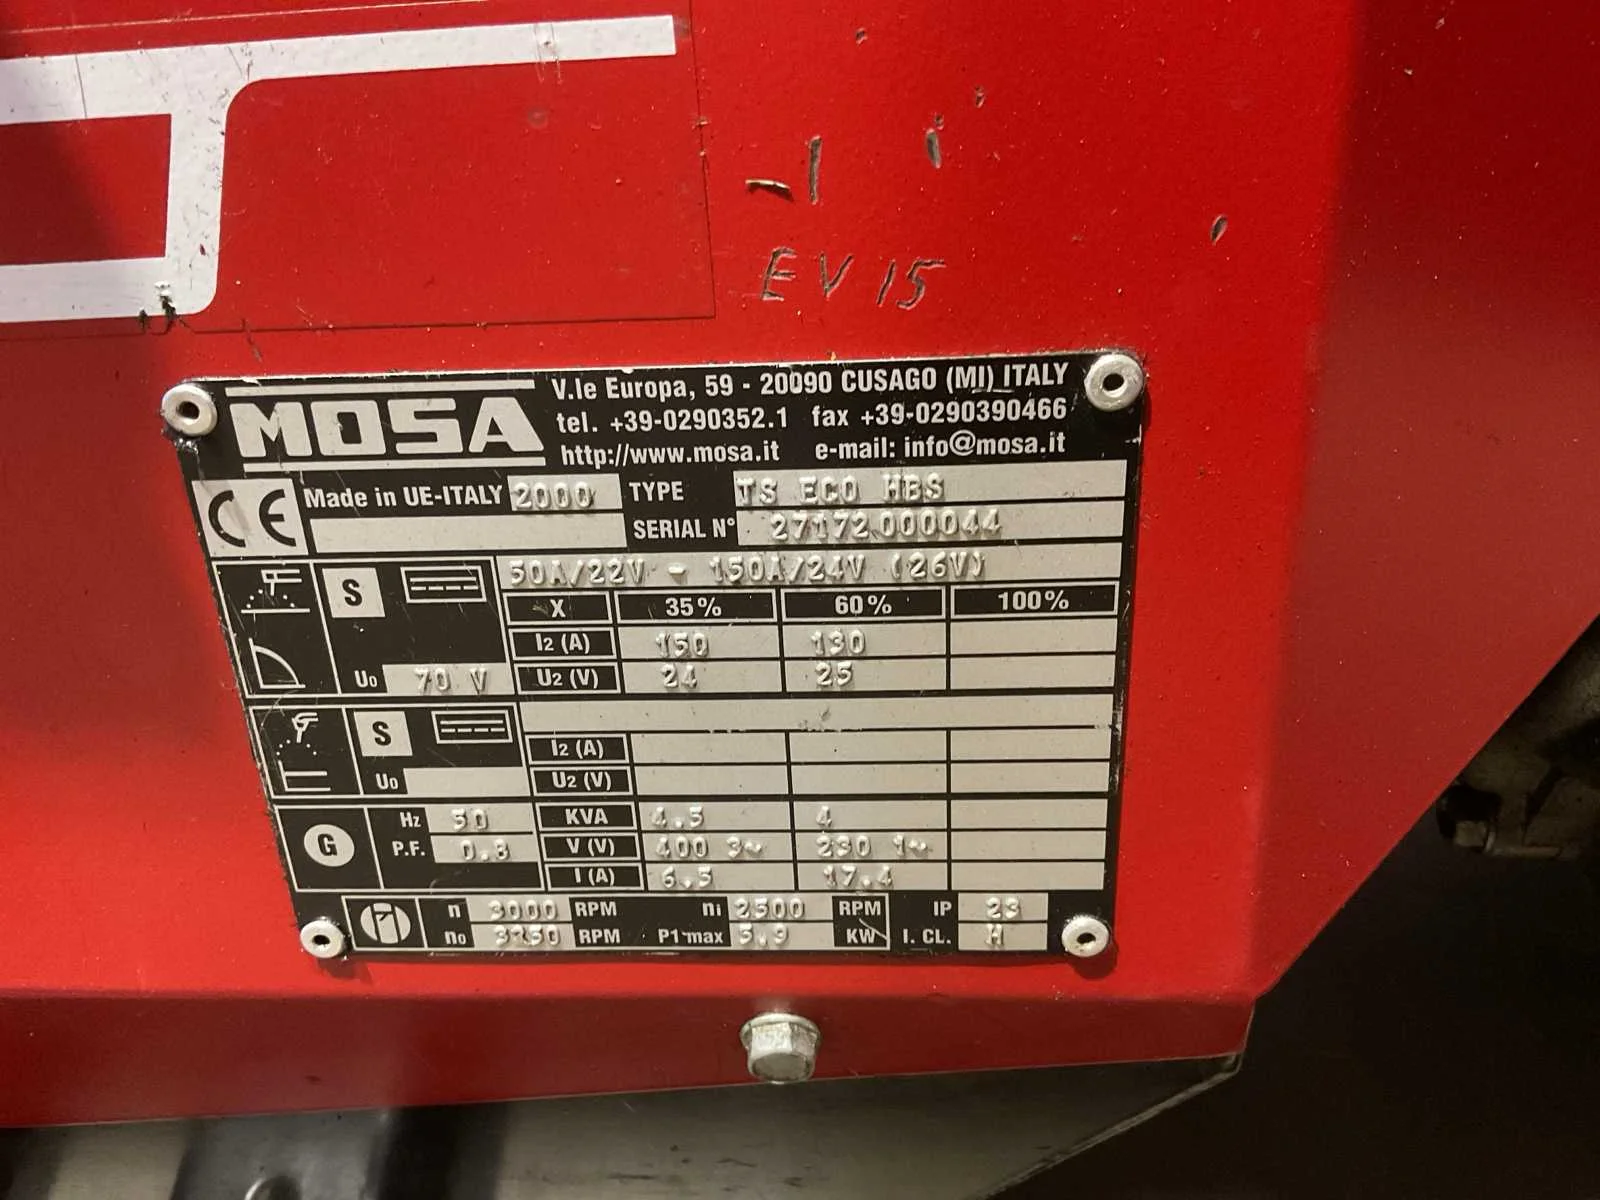 EV 15
MOSA
V.le Europa, 59 - 20090 CUSAGO (MI) ITALY
tel. +39-0290352.1 fax +39-0290390466
http://www.mosa.it e-mail: info@mosa.it
CE Made in UE-ITALY 2000 TYPE TS ECO HBS
SERIAL N° 27172000044
50A/22V - 150A/24V (26V)
S X 35% 60% 100%
I2 (A) 150 130
U0 70 V U2 (V) 24 25
S
I2 (A)
U0 U2 (V)
Hz 50 KVA 4.5 4
G P.F. 0.8 V (V) 400 3~ 230 1~
I (A) 6.5 17.4
n 3000 RPM n1 2500 RPM IP 23
n0 3250 RPM P1 max 5.9 KW I. CL. H